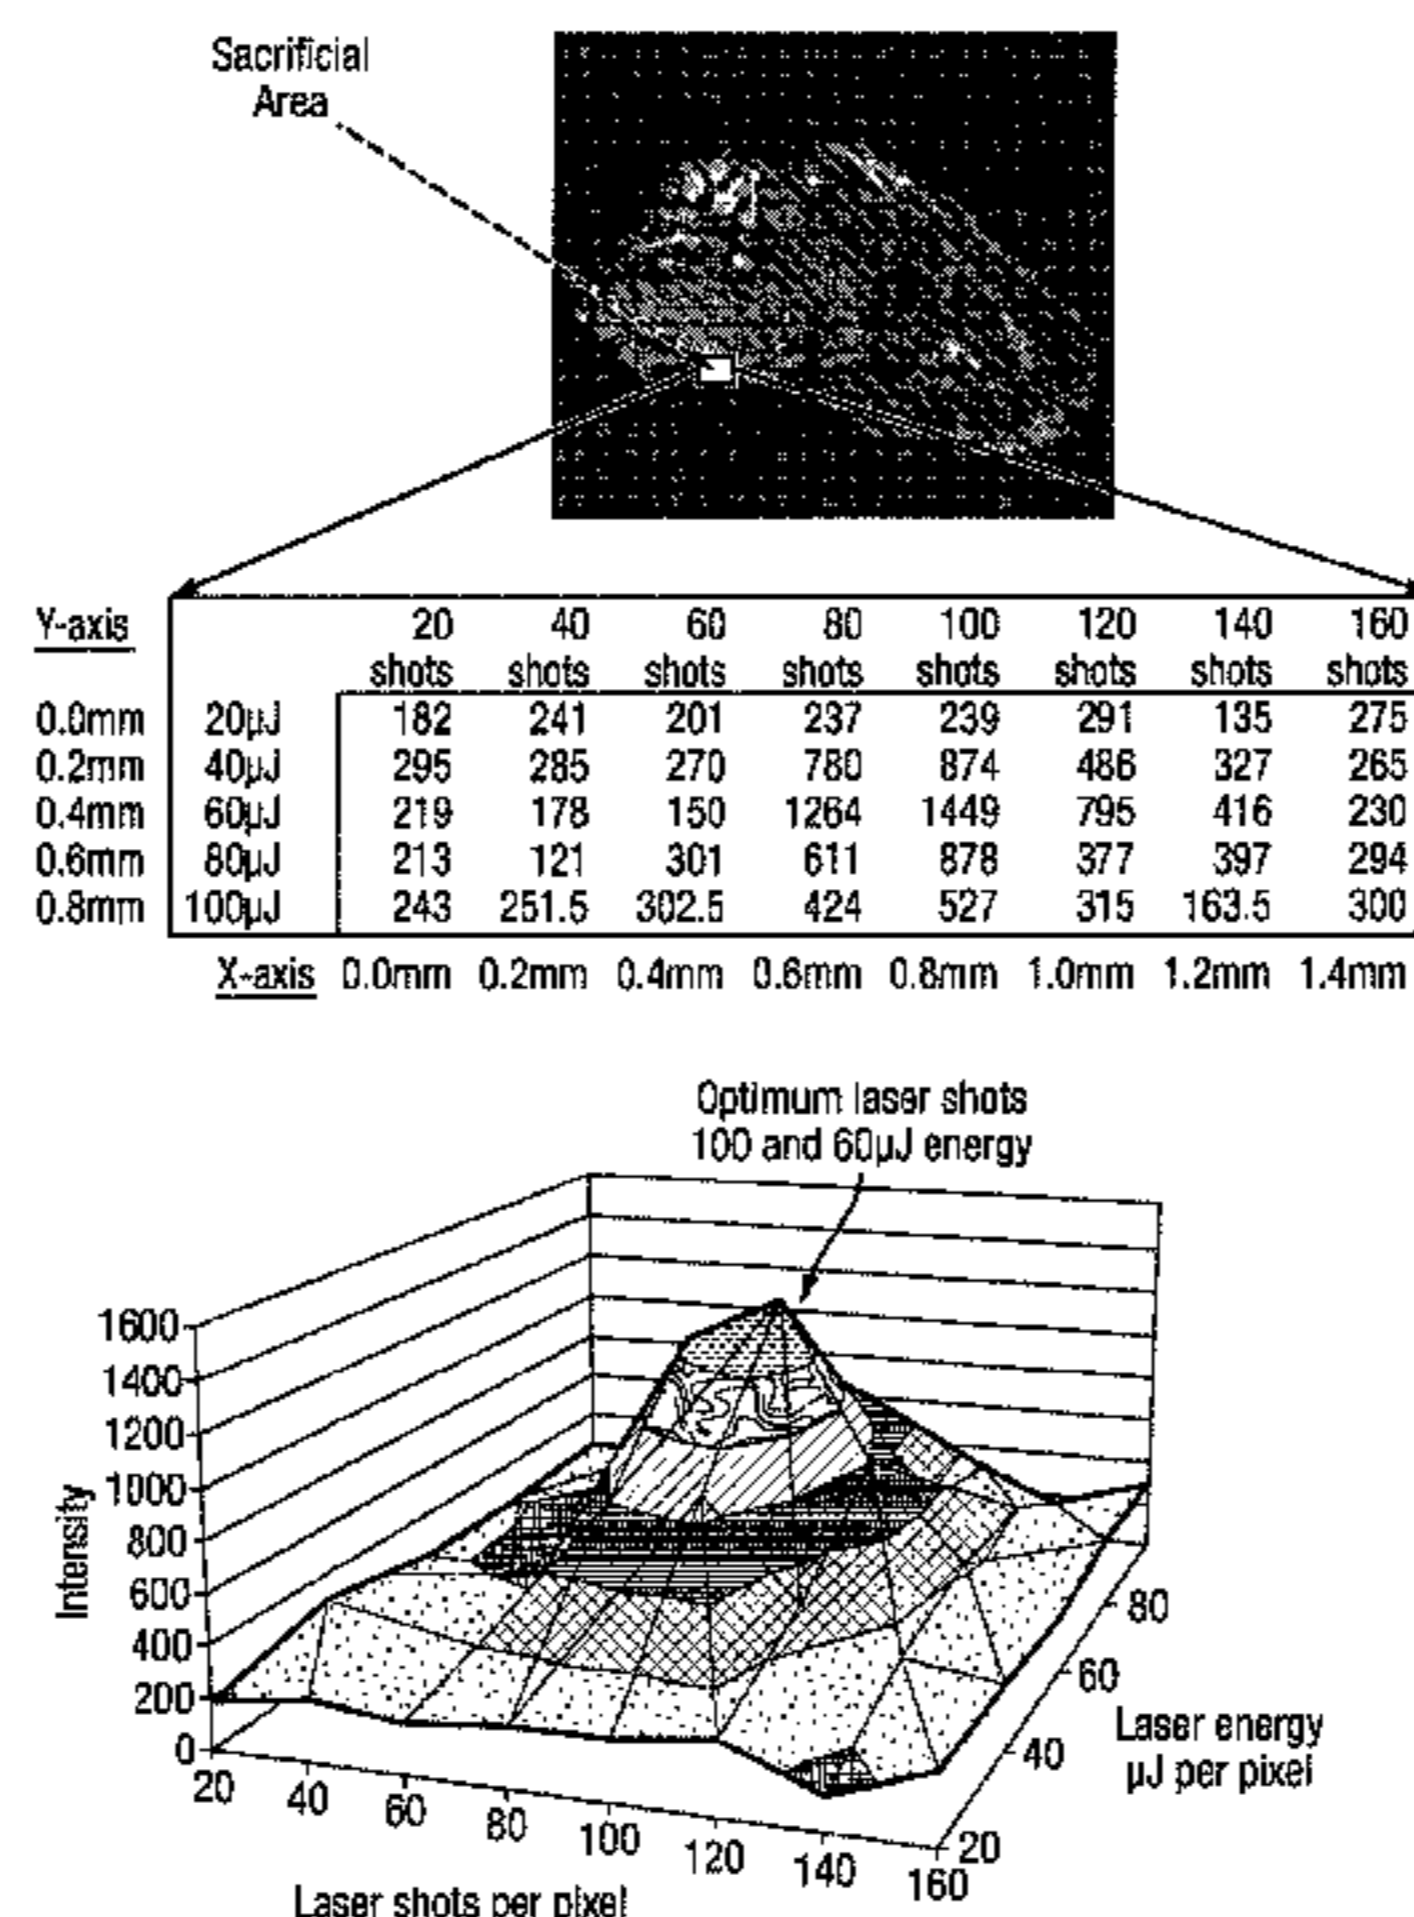 Sacrificial
Area
Y-axis 20 40 60 80 100 120 140 160
shots shots shots shots shots shots shots shots
0.0mm 20µJ 182 241 201 237 239 291 135 275
0.2mm 40µJ 295 285 270 780 874 486 327 265
0.4mm 60µJ 219 178 150 1264 1449 795 416 230
0.6mm 80µJ 213 121 301 611 878 377 397 294
0.8mm 100µJ 243 251.5 302.5 424 527 315 163.5 300
X-axis 0.0mm 0.2mm 0.4mm 0.6mm 0.8mm 1.0mm 1.2mm 1.4mm
Optimum laser shots
100 and 60µJ energy
1600
1400
1200
1000
800
600
400
200
0
Intensity
20 40 60 80 100 120 140 160
Laser shots per pixel
80
60
40
20
Laser energy
µJ per pixel